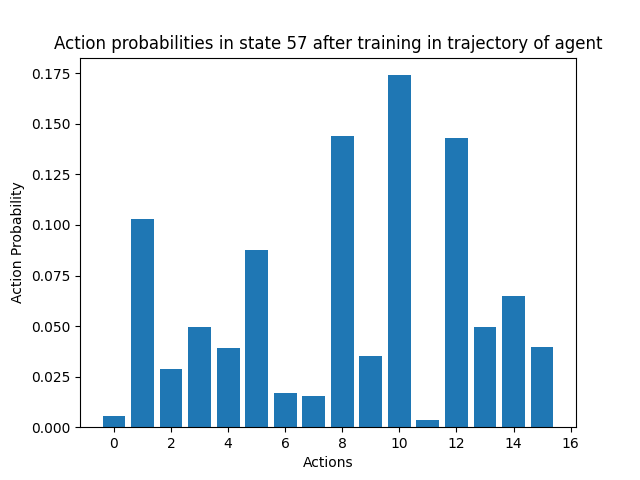 Action probabilities in state 57 after training in trajectory of agent
0.175
0.150
0.125
0.100
0.075
0.050
0.025
0.000
Action Probability
0 2 4 6 8 10 12 14 16
Actions